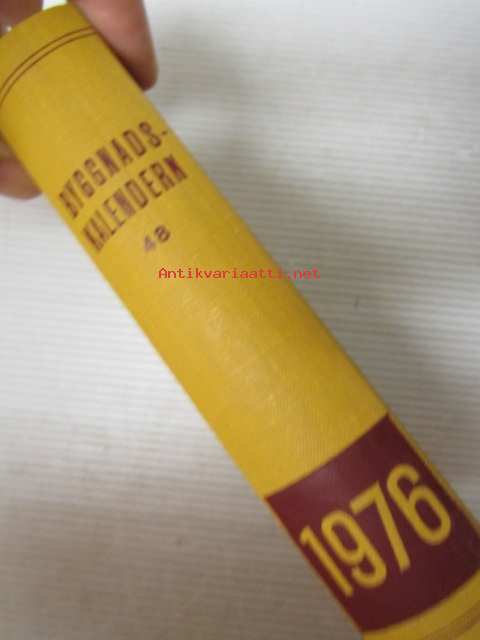 BYGGNADS-
KALENDERN
48
Antikvariaatti.net
1976